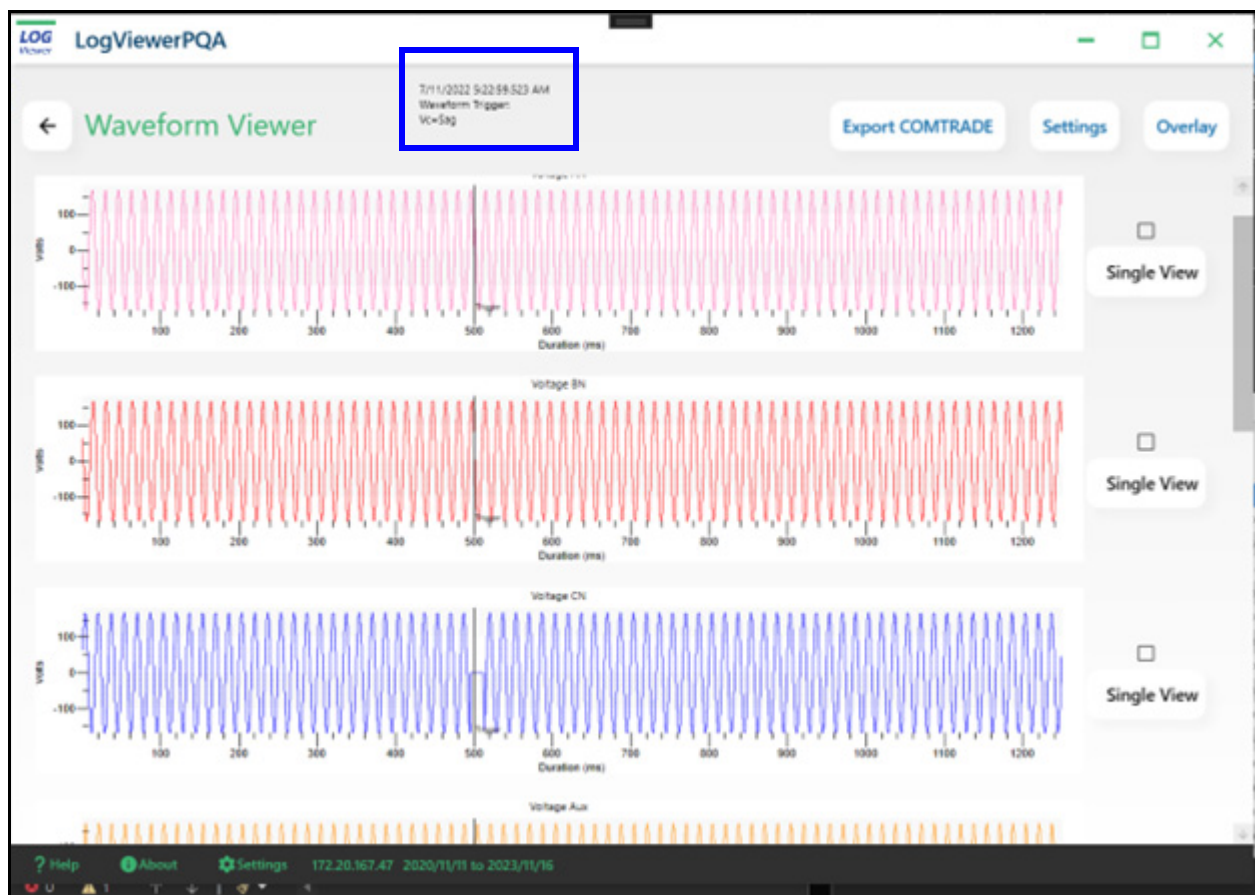 LOG
Viewer
LogViewerPQA
7/11/2022 5:22:59.523 AM
Waveform Trigger:
Vc=Sag
Waveform Viewer
Export COMTRADE
Settings
Overlay
100
0
-100
Volts
Trigger
100 200 300 400 500 600 700 800 900 1000 1100 1200
Duration (ms)
Single View
Voltage BN
100
0
-100
Volts
Trigger
100 200 300 400 500 600 700 800 900 1000 1100 1200
Duration (ms)
Single View
Voltage CN
100
0
-100
Volts
Trigger
100 200 300 400 500 600 700 800 900 1000 1100 1200
Duration (ms)
Single View
Voltage Aux
? Help
About
Settings
172.20.167.47 2020/11/11 to 2023/11/16
0
1